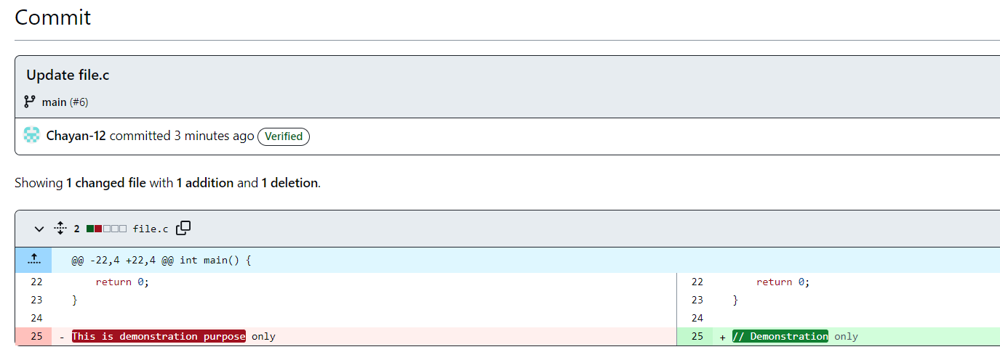 Commit
Update file.c
main (#6)
Chayan-12 committed 3 minutes ago Verified
Showing 1 changed file with 1 addition and 1 deletion.
2 file.c
@@ -22,4 +22,4 @@ int main() {
22 return 0; 22 return 0;
23 } 23 }
24 24
25 - This is demonstration purpose only 25 + // Demonstration only